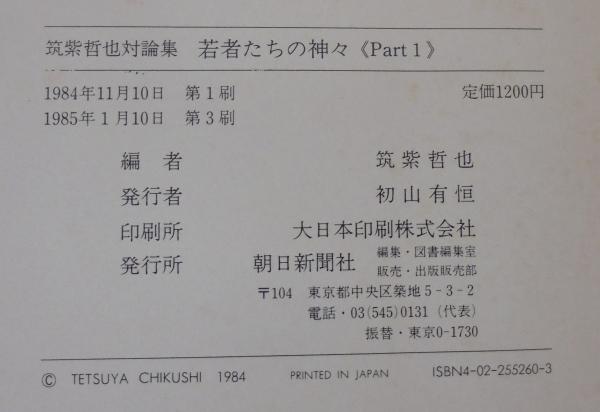 筑紫哲也対論集 若者たちの神々《Part 1》
1984年11月10日 第1刷 定価1200円
1985年1月10日 第3刷
編者 筑紫哲也
発行者 初山有恒
印刷所 大日本印刷株式会社
発行所 朝日新聞社 編集・図書編集室
販売・出版販売部
〒104 東京都中央区築地5-3-2
電話・03(545)0131(代表)
振替・東京0-1730
© TETSUYA CHIKUSHI 1984 PRINTED IN JAPAN ISBN4-02-255260-3